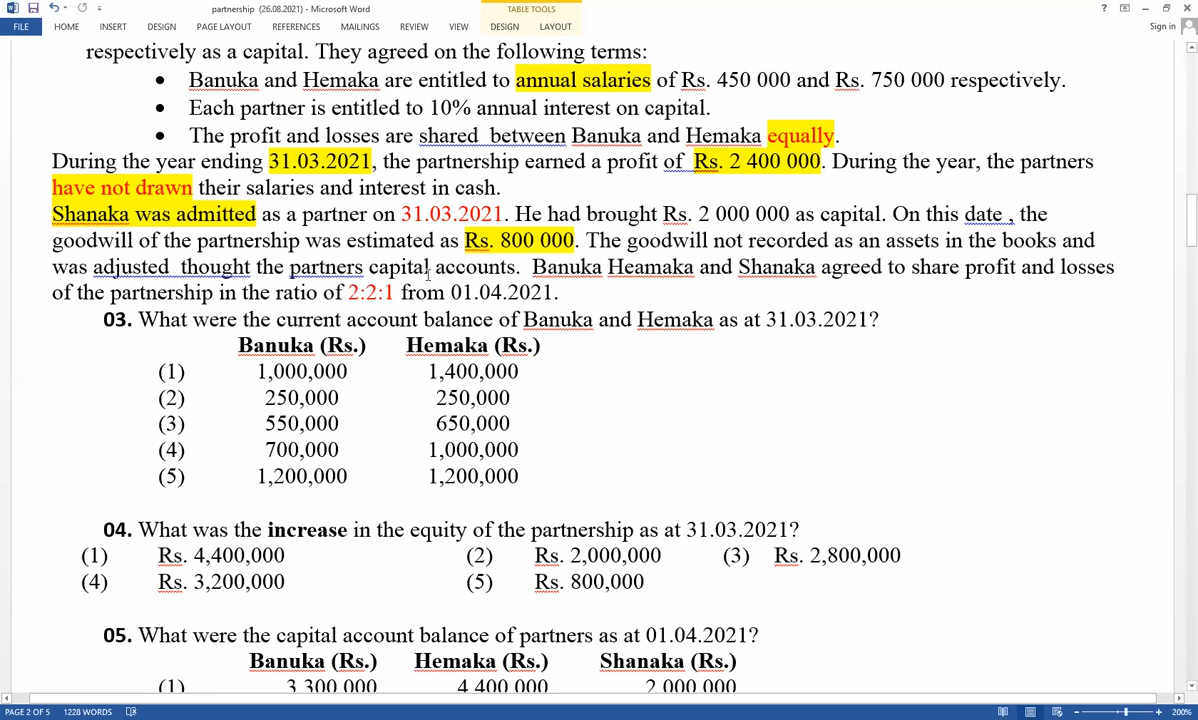 partnership (26.08.2021) - Microsoft Word
TABLE TOOLS
?
FILE HOME INSERT DESIGN PAGE LAYOUT REFERENCES MAILINGS REVIEW VIEW DESIGN LAYOUT Sign in
respectively as a capital. They agreed on the following terms:
• Banuka and Hemaka are entitled to annual salaries of Rs. 450 000 and Rs. 750 000 respectively.
• Each partner is entitled to 10% annual interest on capital.
• The profit and losses are shared between Banuka and Hemaka equally.
During the year ending 31.03.2021, the partnership earned a profit of Rs. 2 400 000. During the year, the partners
have not drawn their salaries and interest in cash.
Shanaka was admitted as a partner on 31.03.2021. He had brought Rs. 2 000 000 as capital. On this date , the
goodwill of the partnership was estimated as Rs. 800 000. The goodwill not recorded as an assets in the books and
was adjusted thought the partners capital accounts. Banuka Heamaka and Shanaka agreed to share profit and losses
of the partnership in the ratio of 2:2:1 from 01.04.2021.
03. What were the current account balance of Banuka and Hemaka as at 31.03.2021?
Banuka (Rs.) Hemaka (Rs.)
(1) 1,000,000 1,400,000
(2) 250,000 250,000
(3) 550,000 650,000
(4) 700,000 1,000,000
(5) 1,200,000 1,200,000
04. What was the increase in the equity of the partnership as at 31.03.2021?
(1) Rs. 4,400,000 (2) Rs. 2,000,000 (3) Rs. 2,800,000
(4) Rs. 3,200,000 (5) Rs. 800,000
05. What were the capital account balance of partners as at 01.04.2021?
Banuka (Rs.) Hemaka (Rs.) Shanaka (Rs.)
(1) 3 300 000 4 400 000 2 000 000
PAGE 2 OF 5 1228 WORDS 200%